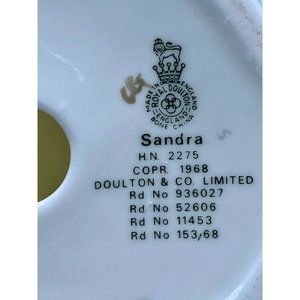 MADE IN ENGLAND
ROYAL DOULTON
ENGLAND
BONE CHINA
Sandra
H.N. 2275
COPR. 1968
DOULTON & CO. LIMITED
Rd No 936027
Rd No 52606
Rd No 11453
Rd No 153/68